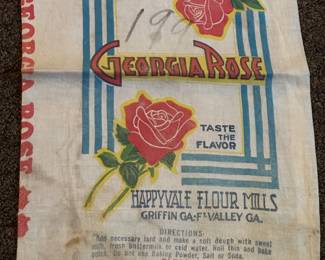 GEORGIA ROSE
190
GEORGIA ROSE
TASTE
THE
FLAVOR
HAPPYVALE FLOUR MILLS
GRIFFIN GA·FT VALLEY GA.
DIRECTIONS:
Add necessary lard and make a soft dough with sweet
milk, fresh buttermilk or cold water. Roll thin and bake
quick. Do not use Baking Powder, Salt or Soda.